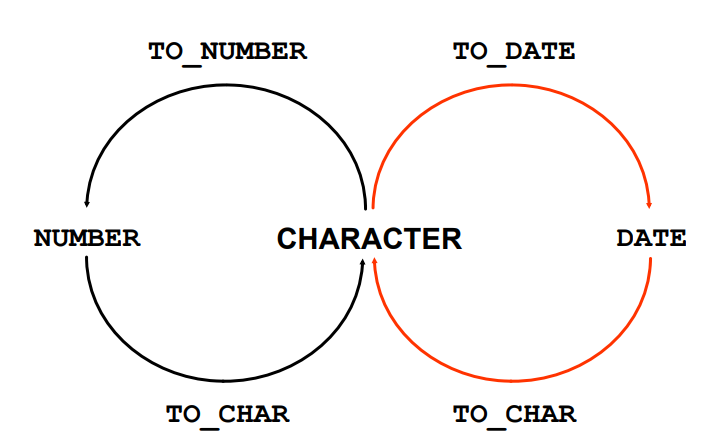 TO_NUMBER TO_DATE
NUMBER CHARACTER DATE
TO_CHAR TO_CHAR